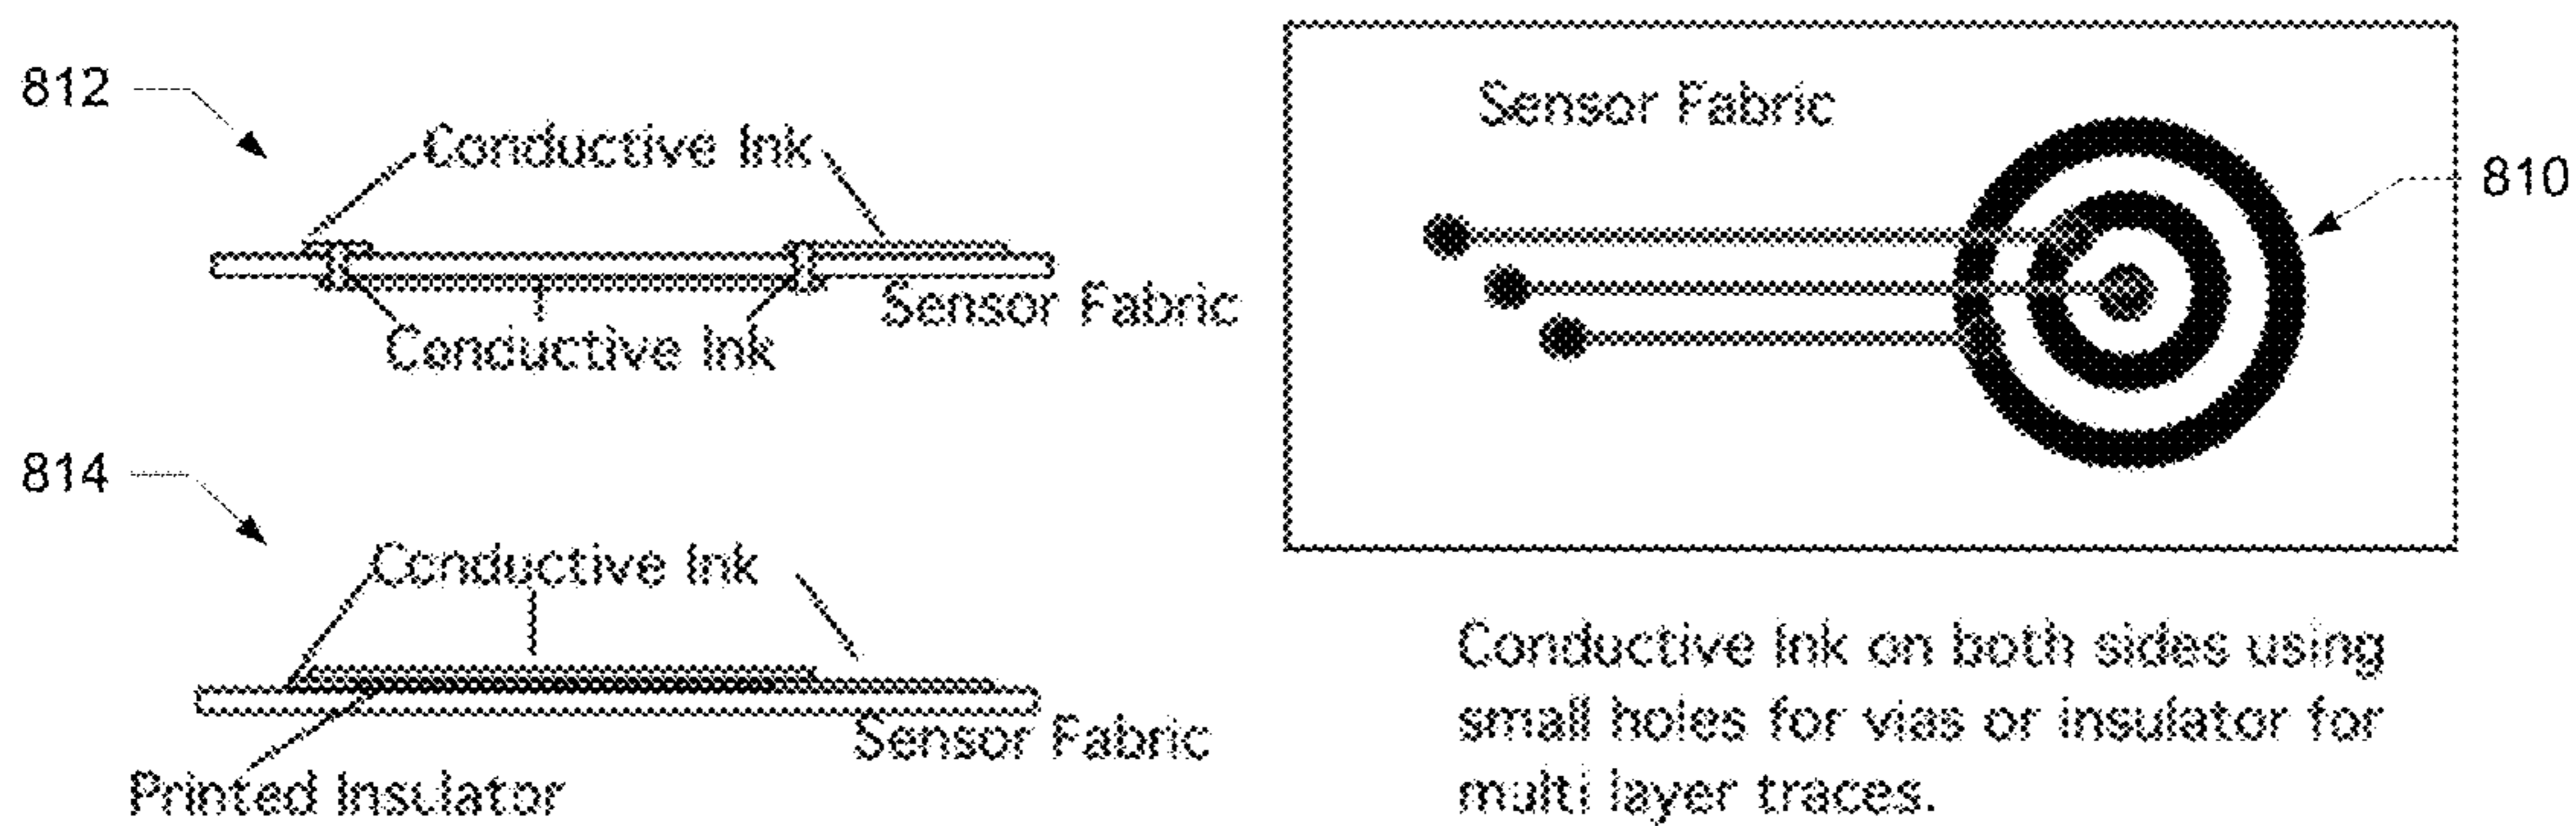 812
Conductive Ink
Sensor Fabric
Conductive Ink
814
Conductive Ink
Sensor Fabric
Printed Insulator
Sensor Fabric
810
Conductive Ink on both sides using
small holes for vias or insulator for
multi layer traces.